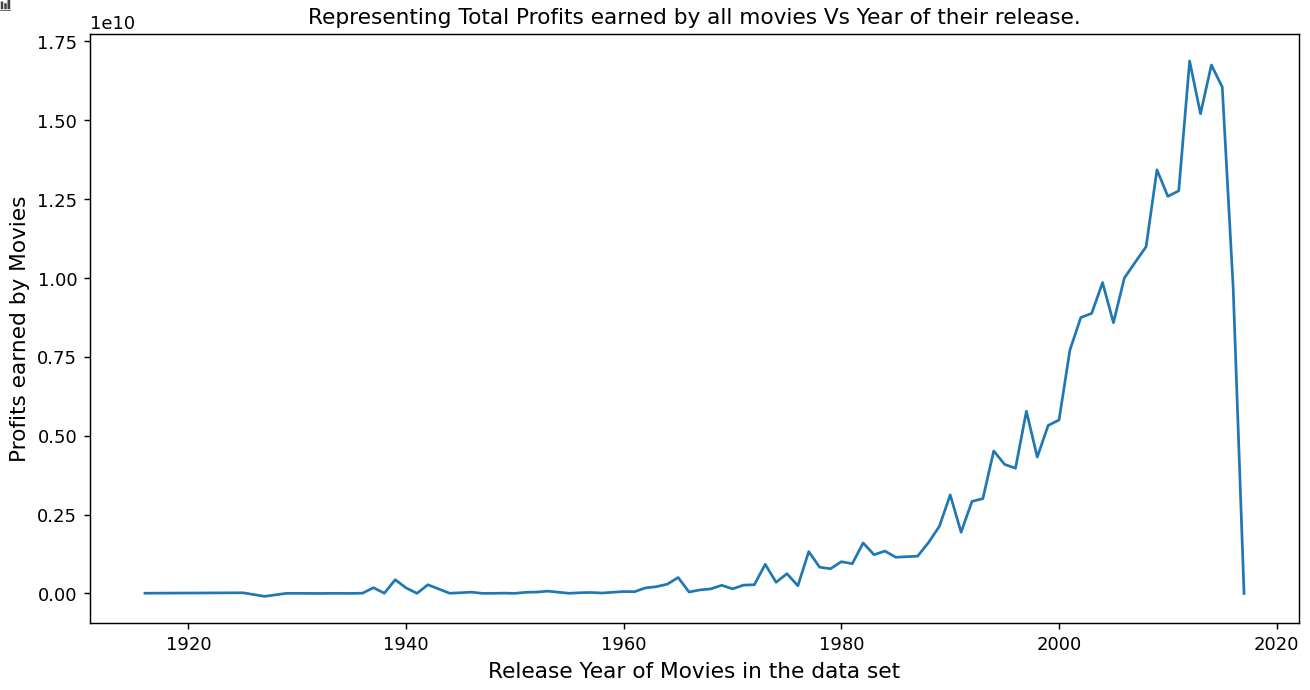 Representing Total Profits earned by all movies Vs Year of their release.
1e10
1.75
1.50
1.25
1.00
0.75
0.50
0.25
0.00
Profits earned by Movies
1920 1940 1960 1980 2000 2020
Release Year of Movies in the data set